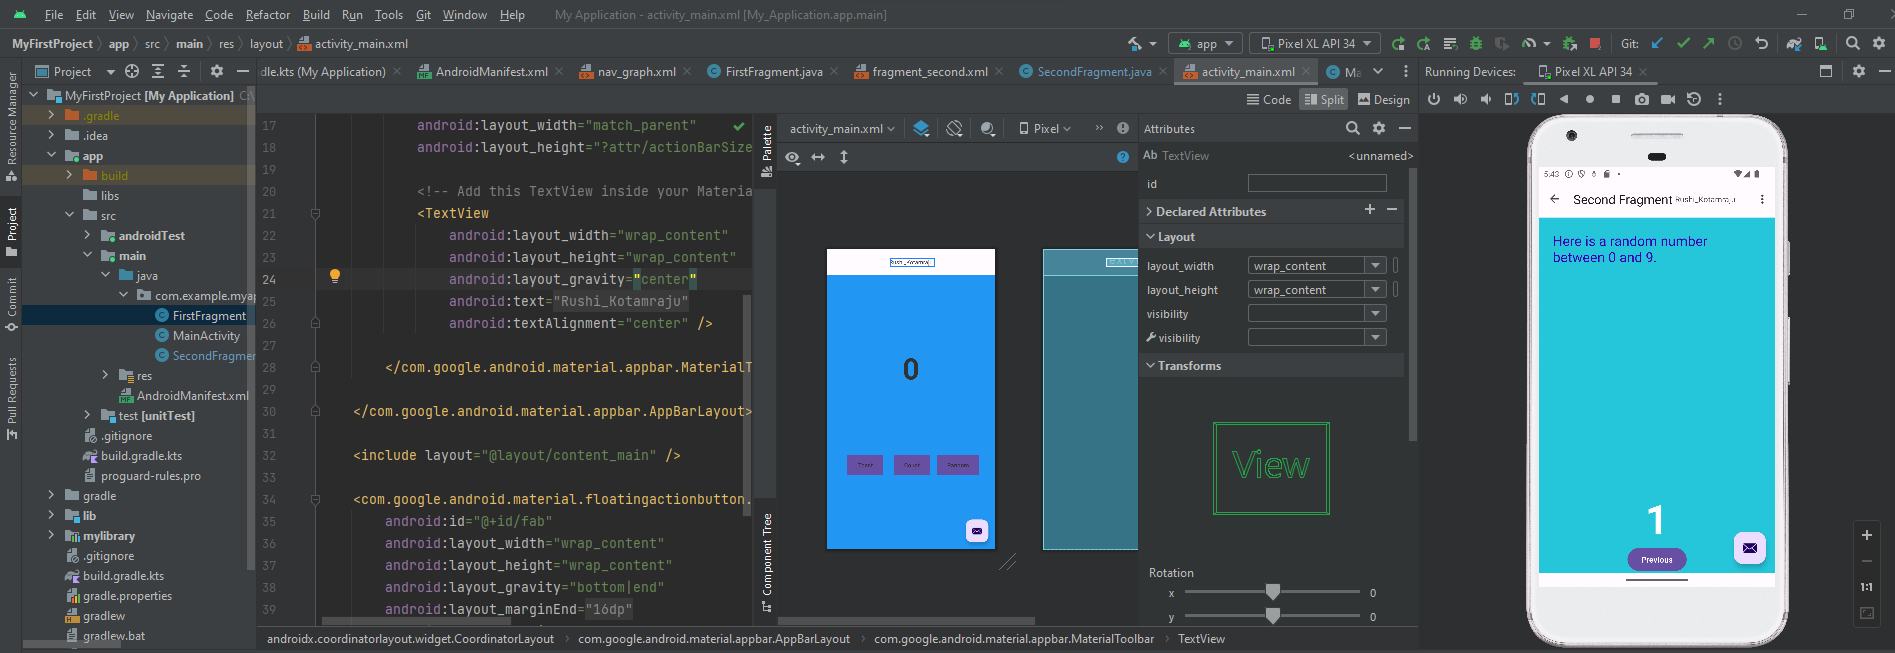 File Edit View Navigate Code Refactor Build Run Tools Git Window Help My Application - activity_main.xml [My_Application.app.main]
MyFirstProject app src main res layout activity_main.xml app Pixel XL API 34 Git:
Project dle.kts (My Application) AndroidManifest.xml nav_graph.xml FirstFragment.java fragment_second.xml SecondFragment.java activity_main.xml Ma Running Devices: Pixel XL API 34
Code Split Design
Resource Manager
Project
Commit
Pull Requests
MyFirstProject [My Application] C:\
.gradle
.idea
app
build
libs
src
androidTest
main
java
com.example.myap
FirstFragment
MainActivity
SecondFragmen
res
AndroidManifest.xml
test [unitTest]
.gitignore
build.gradle.kts
proguard-rules.pro
gradle
lib
mylibrary
.gitignore
build.gradle.kts
gradle.properties
gradlew
gradlew.bat
17 android:layout_width="match_parent"
18 android:layout_height="?attr/actionBarSize
19
20 <!-- Add this TextView inside your Materia
21 <TextView
22 android:layout_width="wrap_content"
23 android:layout_height="wrap_content"
24 android:layout_gravity="center"
25 android:text="Rushi_Kotamraju"
26 android:textAlignment="center" />
27
28 </com.google.android.material.appbar.MaterialT
29
30 </com.google.android.material.appbar.AppBarLayout>
31
32 <include layout="@layout/content_main" />
33
34 <com.google.android.material.floatingactionbutton.
35 android:id="@+id/fab"
36 android:layout_width="wrap_content"
37 android:layout_height="wrap_content"
38 android:layout_gravity="bottom|end"
39 android:layout_marginEnd="16dp"
Palette
Component Tree
activity_main.xml Pixel
Rushi_Kotamraj
0
Toast Count Random
Attributes
Ab TextView <unnamed>
id
Declared Attributes
Layout
layout_width wrap_content
layout_height wrap_content
visibility
visibility
Transforms
View
Rotation
x 0
y 0
5:43
Second Fragment Rushi_Kotamraju
Here is a random number
between 0 and 9.
1
Previous
1:1
androidx.coordinatorlayout.widget.CoordinatorLayout com.google.android.material.appbar.AppBarLayout com.google.android.material.appbar.MaterialToolbar TextView